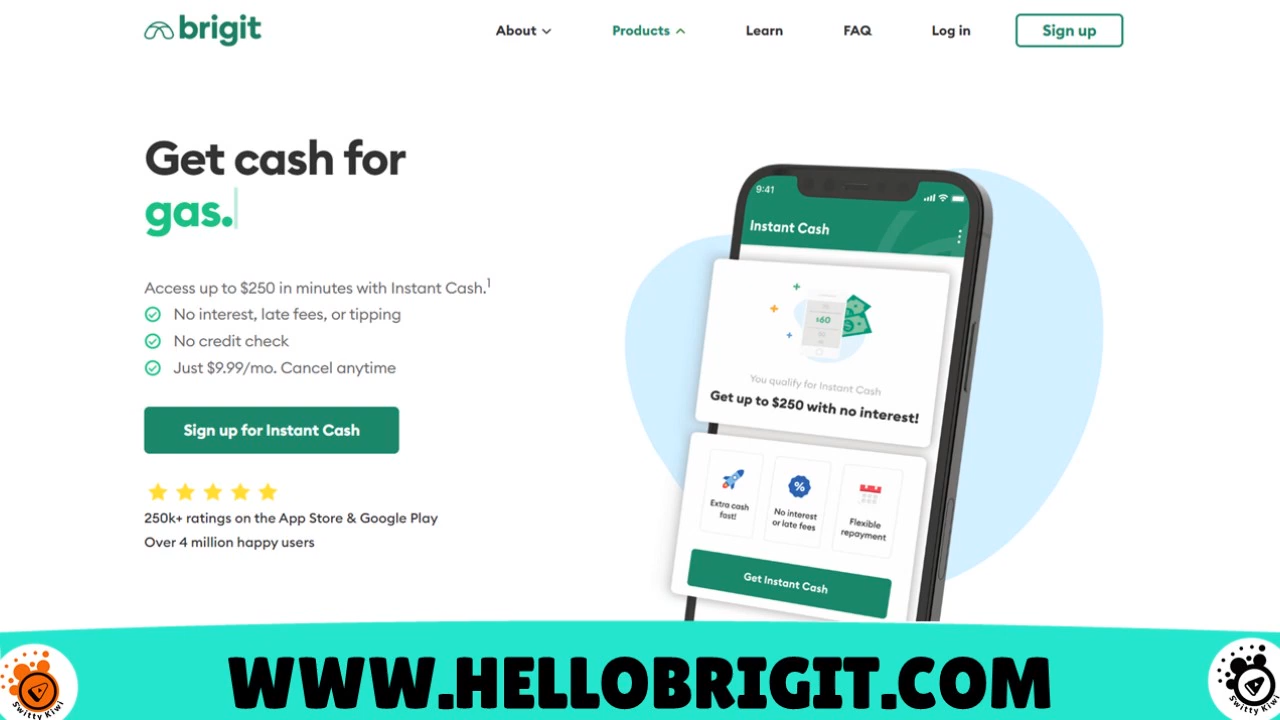 brigit
About
Products
Learn
FAQ
Log in
Sign up
Get cash for
gas.
Access up to $250 in minutes with Instant Cash.1
No interest, late fees, or tipping
No credit check
Just $9.99/mo. Cancel anytime
Sign up for Instant Cash
250k+ ratings on the App Store & Google Play
Over 4 million happy users
9:41
Instant Cash
$60
You qualify for Instant Cash
Get up to $250 with no interest!
%
Extra cash
fast!
No interest
or late fees
Flexible
repayment
Get Instant Cash
WWW.HELLOBRIGIT.COM
Switty Kiwi
Switty Kiwi